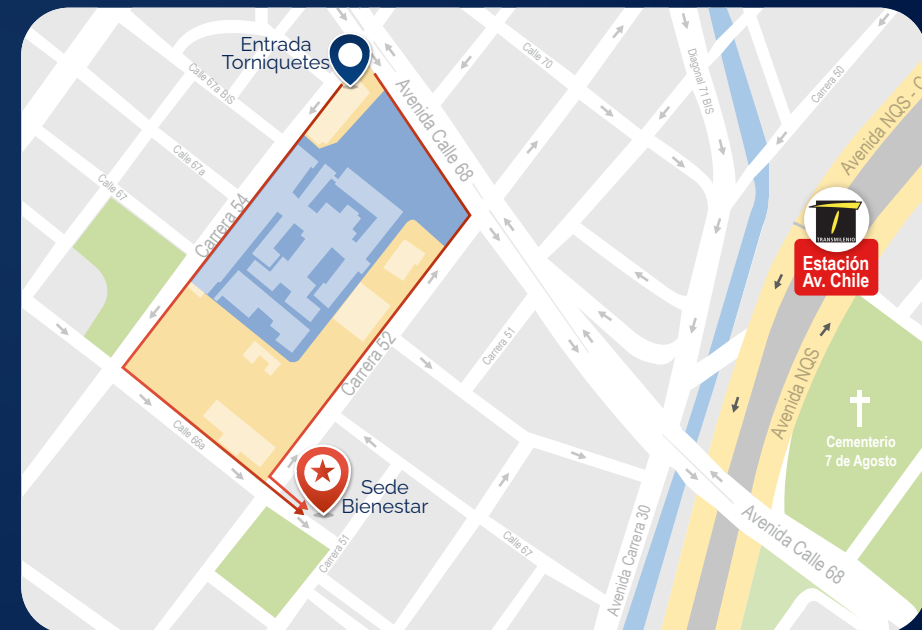 Entrada
Torniquetes
Calle 70
Diagonal 71 BIS
Carrera 50
Avenida NQS - C
Calle 67a BIS
Avenida Calle 68
Calle 67a
Calle 67
Carrera 54
TRANSMILENIO
Estación
Av. Chile
Carrera 51
Carrera 52
Avenida NQS
Calle 66a
Cementerio
7 de Agosto
Sede
Bienestar
Carrera 51
Calle 67
Avenida Carrera 30
Avenida Calle 68